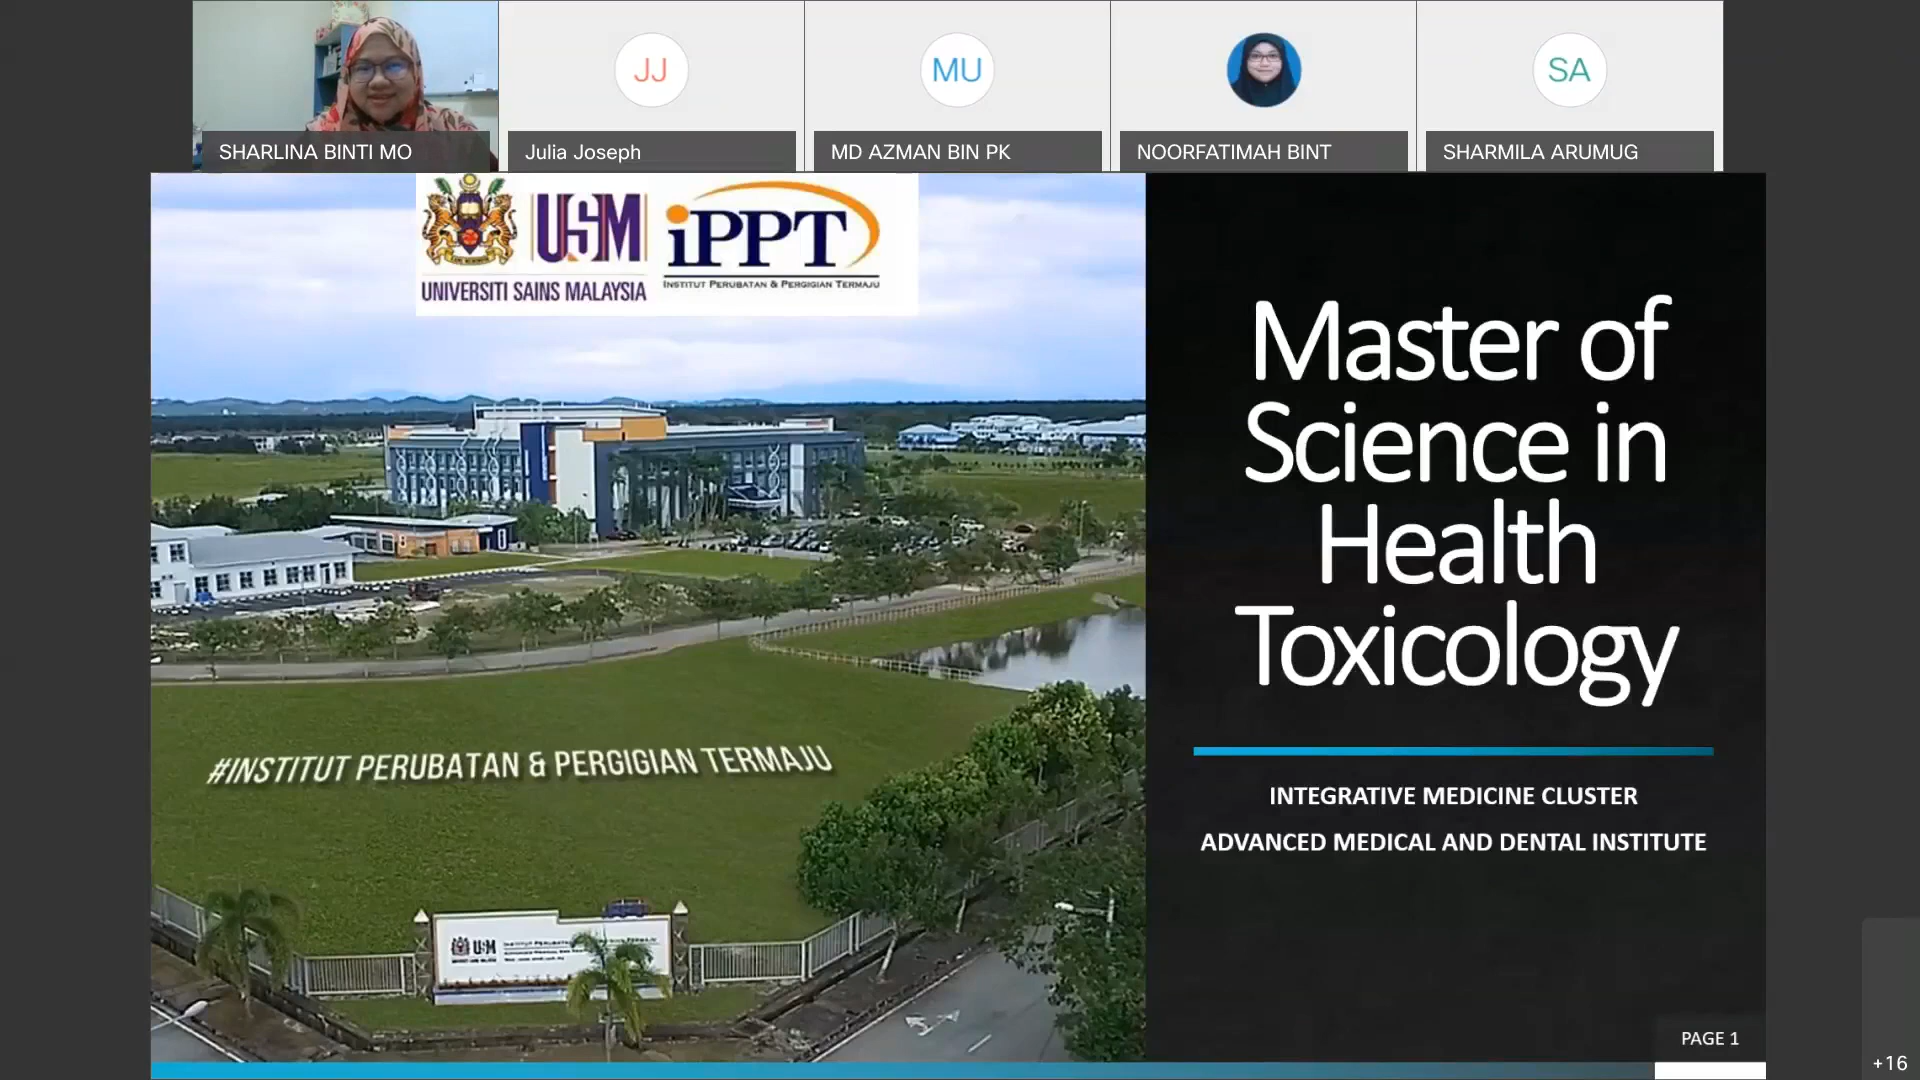 JJ
MU
SA
SHARLINA BINTI MO
Julia Joseph
MD AZMAN BIN PK
NOORFATIMAH BINT
SHARMILA ARUMUG
USM
UNIVERSITI SAINS MALAYSIA
iPPT
INSTITUT PERUBATAN & PERGIGIAN TERMAJU
Master of
Science in
Health
Toxicology
#INSTITUT PERUBATAN & PERGIGIAN TERMAJU
INTEGRATIVE MEDICINE CLUSTER
ADVANCED MEDICAL AND DENTAL INSTITUTE
USM
PAGE 1
+16